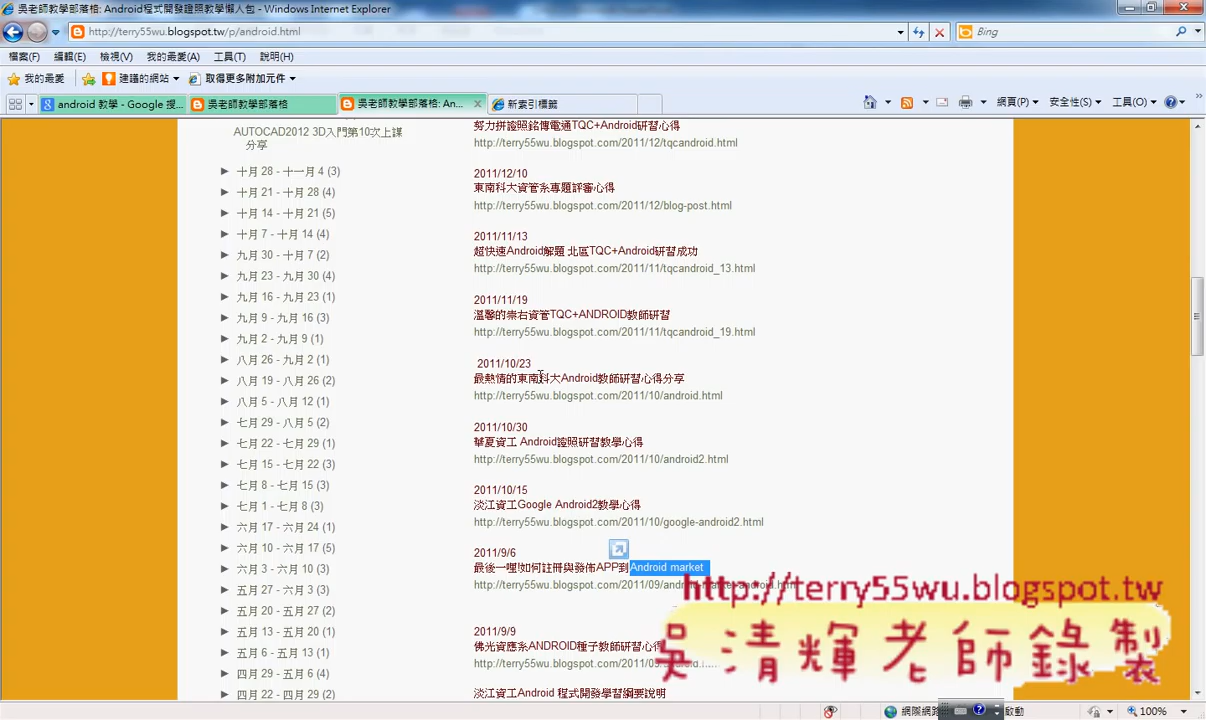 吳老師教學部落格: Android程式開發證照教學懶人包 - Windows Internet Explorer
http://terry55wu.blogspot.tw/p/android.html
Bing
檔案(F) 編輯(E) 檢視(V) 我的最愛(A) 工具(T) 說明(H)
我的最愛 建議的網站 取得更多附加元件
android 教學 - Google 搜... 吳老師教學部落格 吳老師教學部落格: An... 新索引標籤 網頁(P) 安全性(S) 工具(O)
AUTOCAD2012 3D入門第10次上課
分享
十月 28 - 十一月 4 (3)
十月 21 - 十月 28 (4)
十月 14 - 十月 21 (5)
十月 7 - 十月 14 (4)
九月 30 - 十月 7 (2)
九月 23 - 九月 30 (4)
九月 16 - 九月 23 (1)
九月 9 - 九月 16 (3)
九月 2 - 九月 9 (1)
八月 26 - 九月 2 (1)
八月 19 - 八月 26 (2)
八月 5 - 八月 12 (1)
七月 29 - 八月 5 (2)
七月 22 - 七月 29 (1)
七月 15 - 七月 22 (3)
七月 8 - 七月 15 (3)
七月 1 - 七月 8 (3)
六月 17 - 六月 24 (1)
六月 10 - 六月 17 (5)
六月 3 - 六月 10 (3)
五月 27 - 六月 3 (2)
五月 20 - 五月 27 (2)
五月 13 - 五月 20 (1)
五月 6 - 五月 13 (1)
四月 29 - 五月 6 (4)
四月 22 - 四月 29 (2)
努力拼證照銘傳電通TQC+Android研習心得
http://terry55wu.blogspot.com/2011/12/tqcandroid.html
2011/12/10
東南科大資管系專題評審心得
http://terry55wu.blogspot.com/2011/12/blog-post.html
2011/11/13
超快速Android解題 北區TQC+Android研習成功
http://terry55wu.blogspot.com/2011/11/tqcandroid_13.html
2011/11/19
溫馨的崇右資管TQC+ANDROID教師研習
http://terry55wu.blogspot.com/2011/11/tqcandroid_19.html
2011/10/23
最熱情的東南科大Android教師研習心得分享
http://terry55wu.blogspot.com/2011/10/android.html
2011/10/30
華夏資工 Android證照研習教學心得
http://terry55wu.blogspot.com/2011/10/android2.html
2011/10/15
淡江資工Google Android2教學心得
http://terry55wu.blogspot.com/2011/10/google-android2.html
2011/9/6
最後一哩!如何註冊與發佈APP到Android market
http://terry55wu.blogspot.com/2011/09/android-market-android.html
2011/9/9
佛光資應系ANDROID種子教師研習心得
http://terry55wu.blogspot.com/2011/09/
淡江資工Android 程式開發學習綱要說明
http://terry55wu.blogspot.tw
吳清輝老師錄製
網際網路
啟動
100%